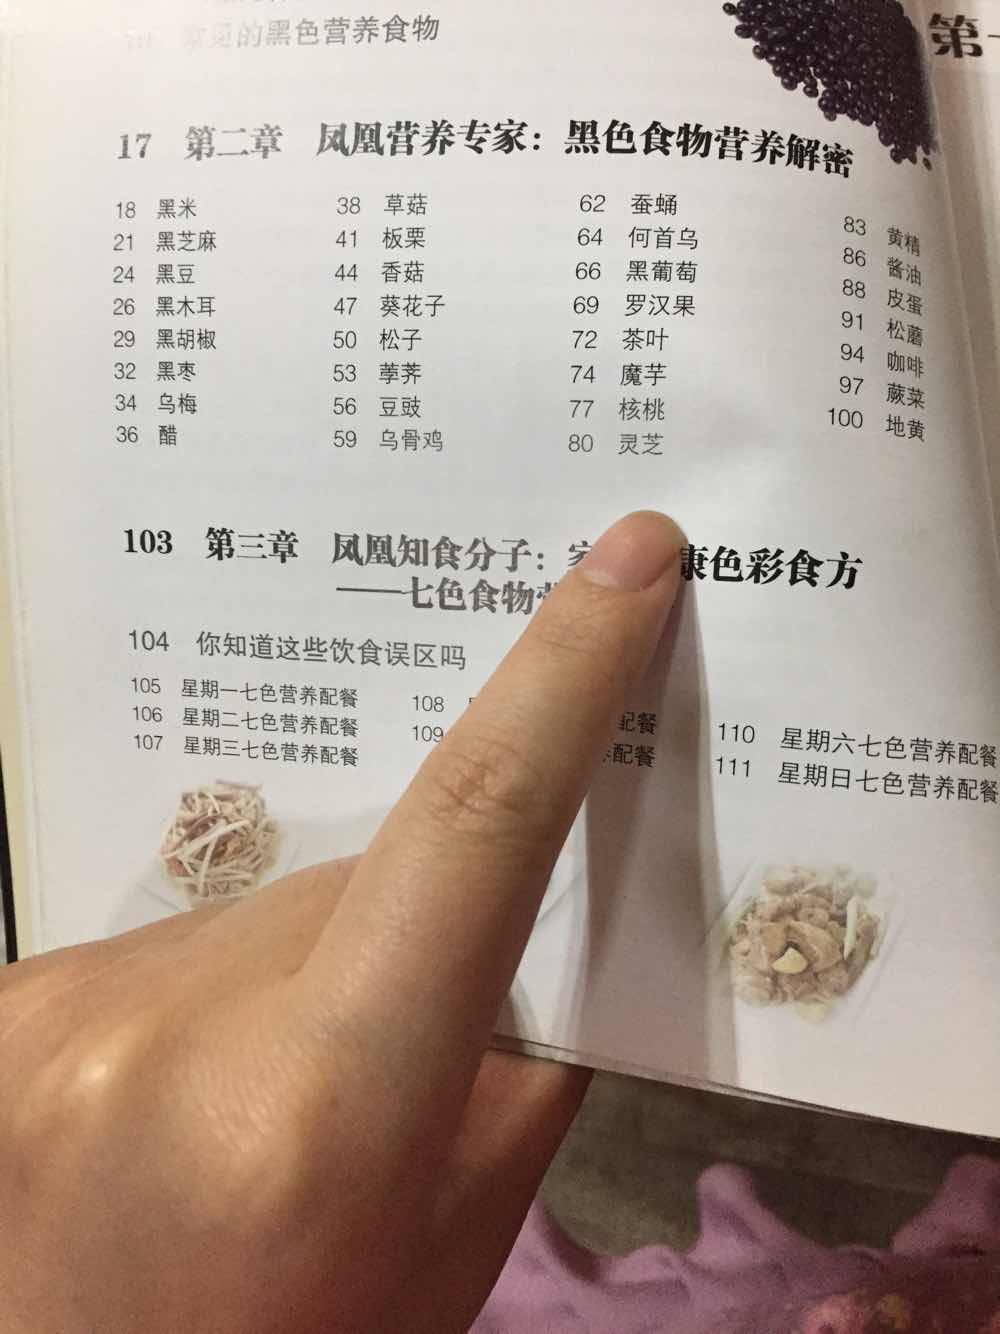 常见的黑色营养食物
第一
17 第二章 凤凰营养专家：黑色食物营养解密
18 黑米
21 黑芝麻
24 黑豆
26 黑木耳
29 黑胡椒
32 黑枣
34 乌梅
36 醋
38 草菇
41 板栗
44 香菇
47 葵花子
50 松子
53 荸荠
56 豆豉
59 乌骨鸡
62 蚕蛹
64 何首乌
66 黑葡萄
69 罗汉果
72 茶叶
74 魔芋
77 核桃
80 灵芝
83 黄精
86 酱油
88 皮蛋
91 松蘑
94 咖啡
97 蕨菜
100 地黄
103 第三章 凤凰知食分子：家 康色彩食方
——七色食物营
104 你知道这些饮食误区吗
105 星期一七色营养配餐
106 星期二七色营养配餐
107 星期三七色营养配餐
108 配餐
109 养配餐
110 星期六七色营养配餐
111 星期日七色营养配餐